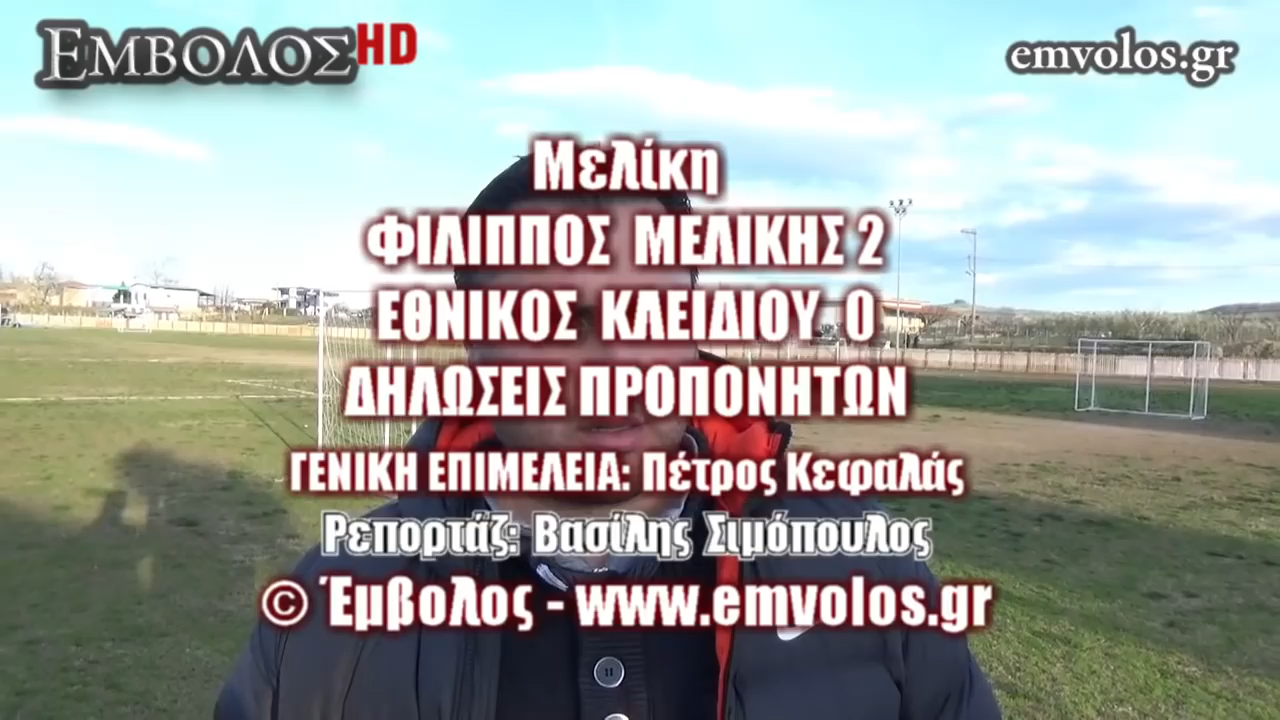 ΕΜΒΟΛΟΣHD
emvolos.gr
Μελίκη
ΦΙΛΙΠΠΟΣ ΜΕΛΙΚΗΣ 2
ΕΘΝΙΚΟΣ ΚΛΕΙΔΙΟΥ 0
ΔΗΛΩΣΕΙΣ ΠΡΟΠΟΝΗΤΩΝ
ΓΕΝΙΚΗ ΕΠΙΜΕΛΕΙΑ: Πέτρος Κεφαλάς
Ρεπορτάζ: Βασίλης Σιμόπουλος
© Έμβολος - www.emvolos.gr